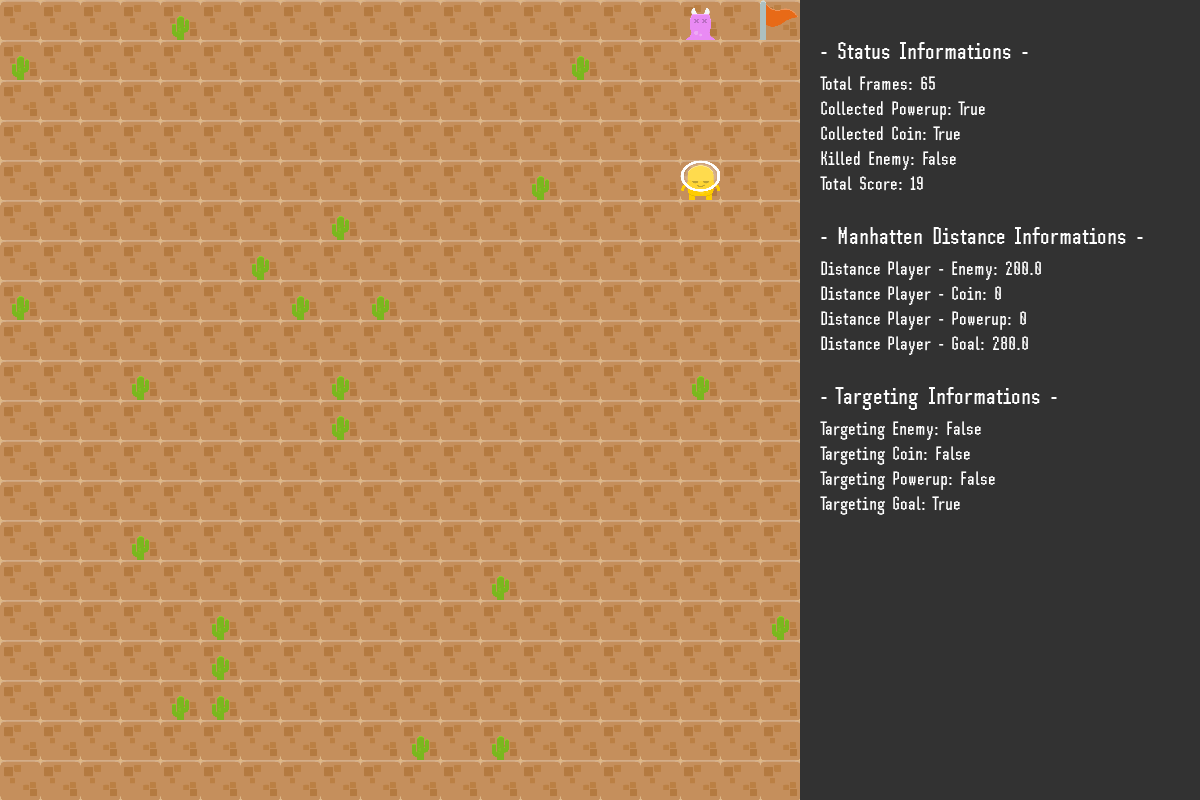 - Status Informations -
Total Frames: 65
Collected Powerup: True
Collected Coin: True
Killed Enemy: False
Total Score: 19
- Manhatten Distance Informations -
Distance Player - Enemy: 200.0
Distance Player - Coin: 0
Distance Player - Powerup: 0
Distance Player - Goal: 280.0
- Targeting Informations -
Targeting Enemy: False
Targeting Coin: False
Targeting Powerup: False
Targeting Goal: True